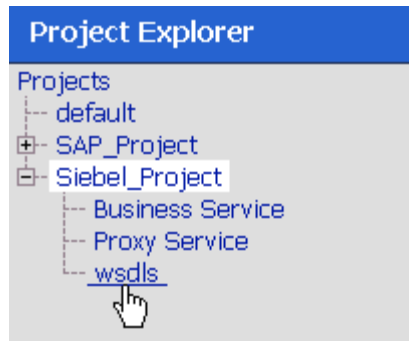 Project Explorer
Projects
default
SAP_Project
Siebel_Project
Business Service
Proxy Service
wsdls